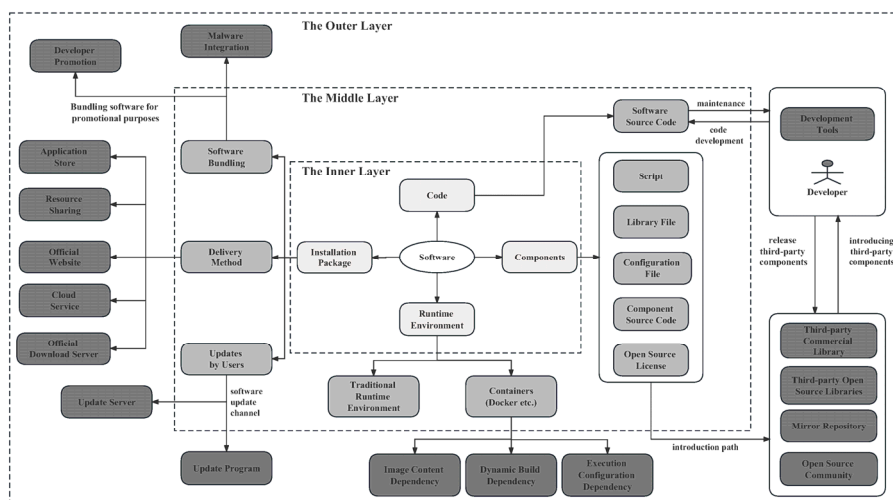 The Outer Layer
Malware
Integration
Developer
Promotion
Bundling software for
promotional purposes
The Middle Layer
Software
Source Code
maintenance
code
development
Development
Tools
Developer
Application
Store
Resource
Sharing
Official
Website
Cloud
Service
Official
Download Server
Software
Bundling
Delivery
Method
Updates
by Users
The Inner Layer
Code
Installation
Package
Software
Components
Runtime
Environment
Script
Library File
Configuration
File
Component
Source Code
Open Source
License
release
third-party
components
introducing
third-party
components
Third-party
Commercial
Library
Third-party Open
Source Libraries
Mirror Repository
Open Source
Community
Traditional
Runtime
Environment
Containers
(Docker etc.)
software
update
channel
Update Server
Update Program
introduction path
Image Content
Dependency
Dynamic Build
Dependency
Execution
Configuration
Dependency